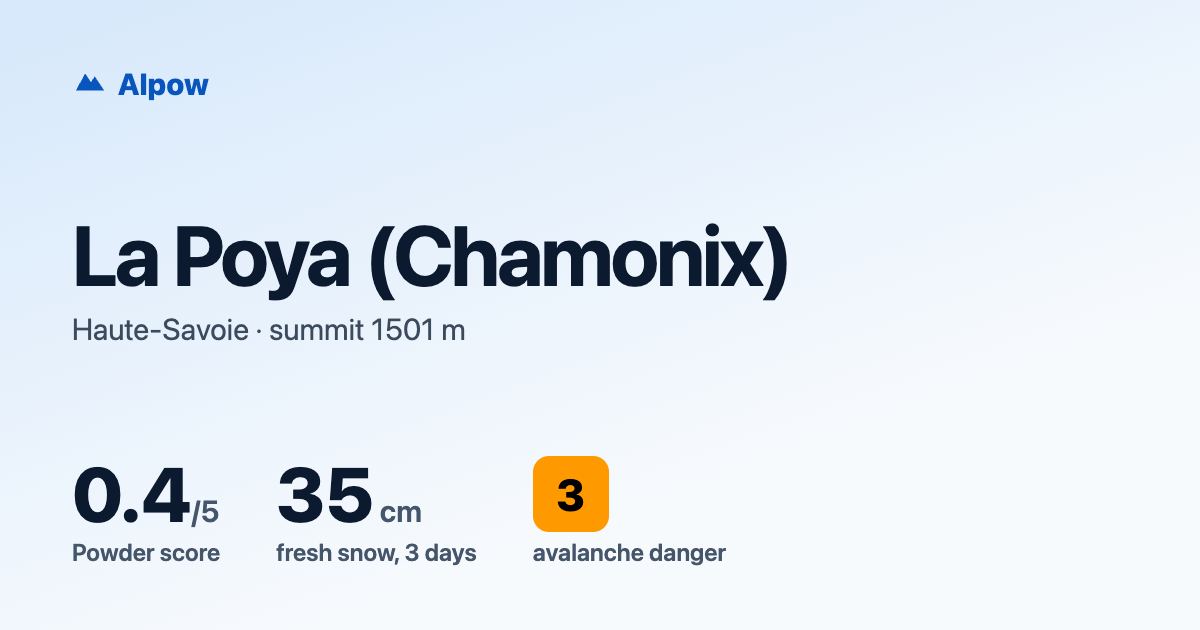 Alpow
La Poya (Chamonix)
Haute-Savoie · summit 1501 m
0.4/5
Powder score
35 cm
fresh snow, 3 days
3
avalanche danger